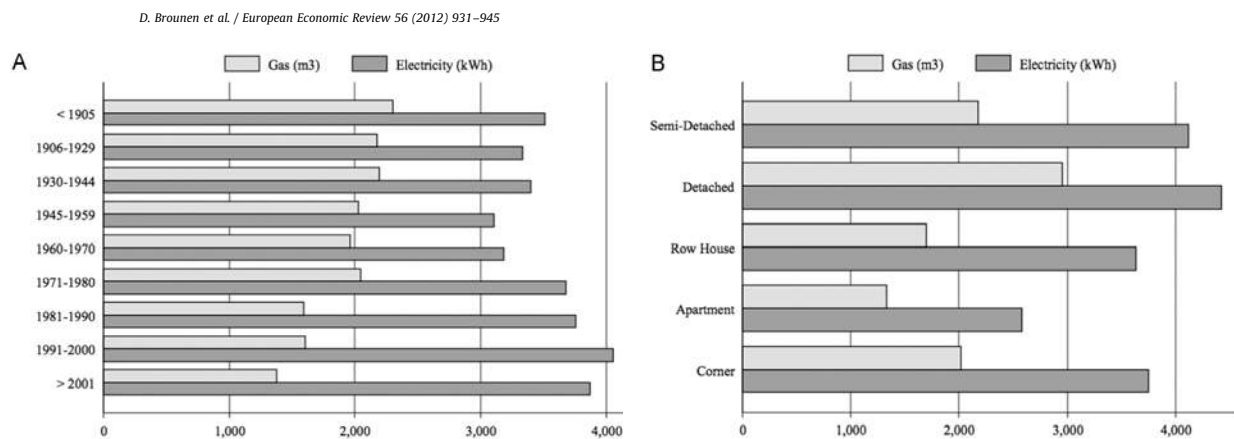 D. Brounen et al. / European Economic Review 56 (2012) 931–945
A
Gas (m3) Electricity (kWh)
< 1905
1906-1929
1930-1944
1945-1959
1960-1970
1971-1980
1981-1990
1991-2000
> 2001
0 1,000 2,000 3,000 4,000
B
Gas (m3) Electricity (kWh)
Semi-Detached
Detached
Row House
Apartment
Corner
0 1,000 2,000 3,000 4,000